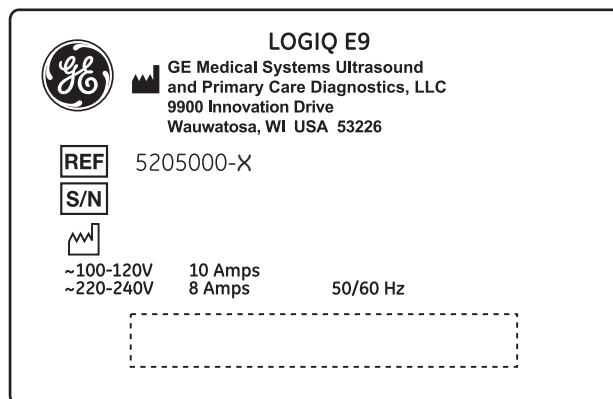 LOGIQ E9
GE
GE Medical Systems Ultrasound
and Primary Care Diagnostics, LLC
9900 Innovation Drive
Wauwatosa, WI USA 53226
REF 5205000-X
S/N
~100-120V 10 Amps
~220-240V 8 Amps 50/60 Hz